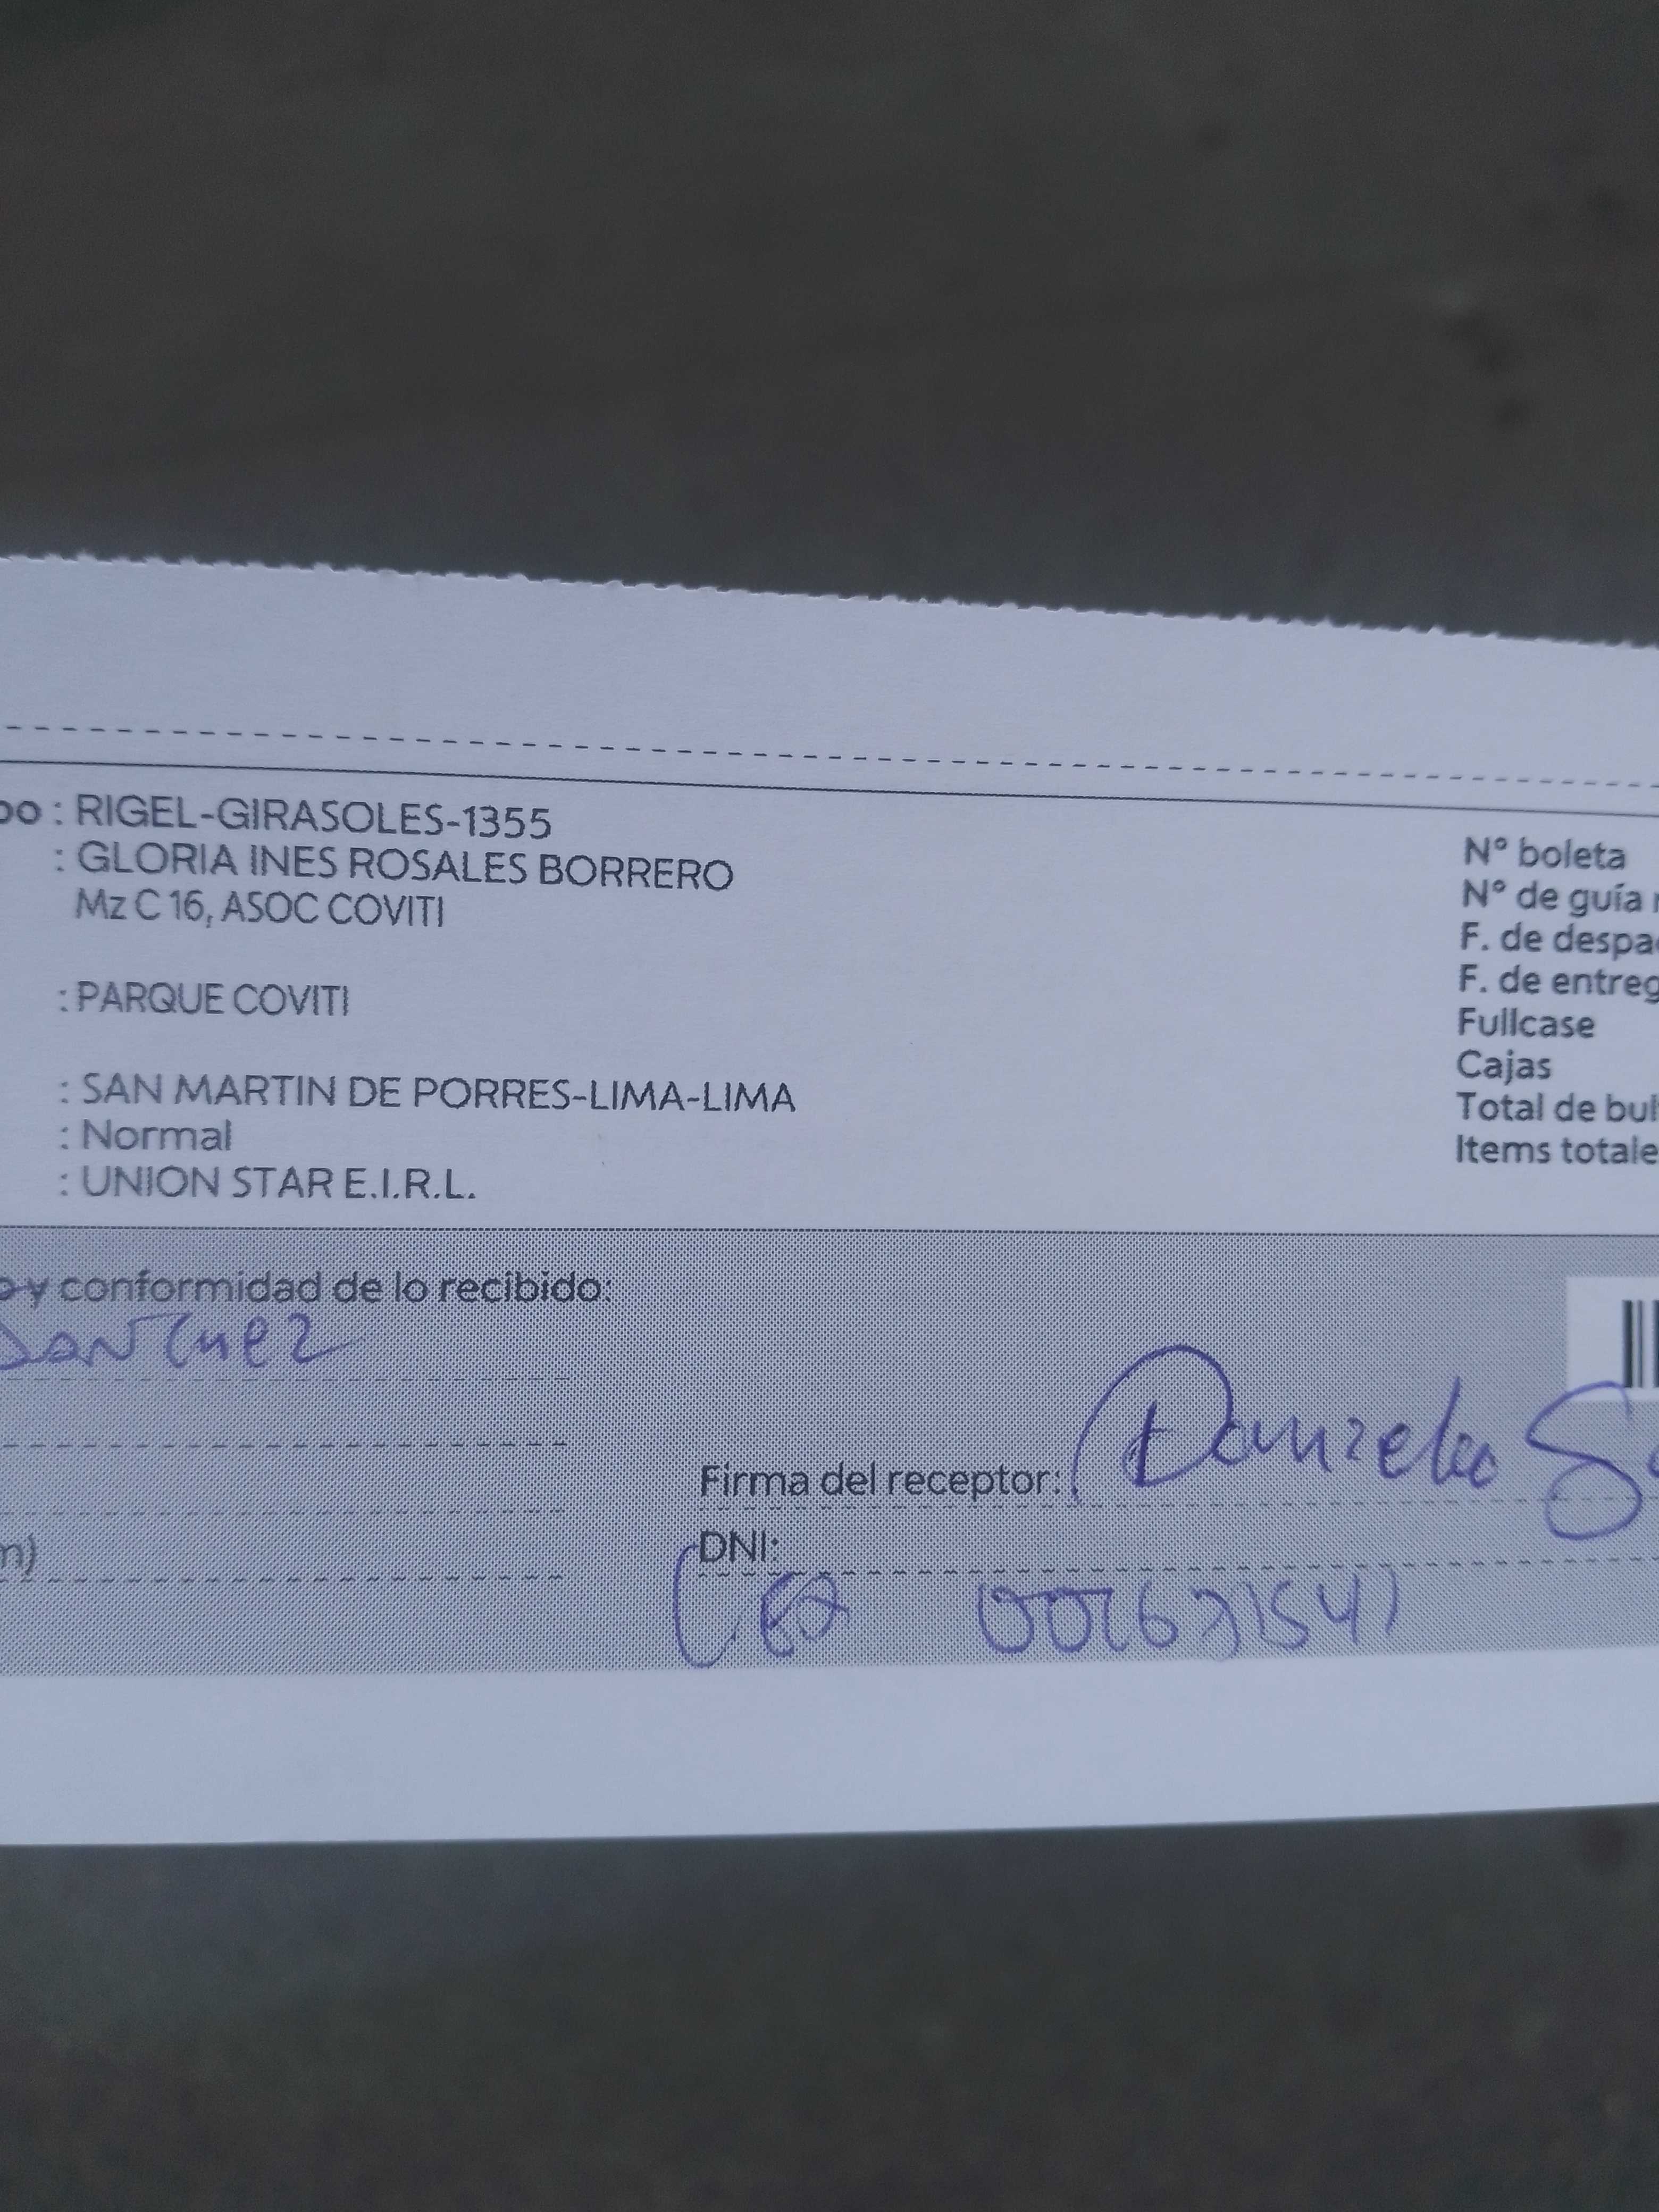 po : RIGEL-GIRASOLES-1355
: GLORIA INES ROSALES BORRERO
Mz C 16, ASOC COVITI
: PARQUE COVITI
: SAN MARTIN DE PORRES-LIMA-LIMA
: Normal
: UNION STAR E.I.R.L.
N° boleta
N° de guía r
F. de despa
F. de entreg
Fullcase
Cajas
Total de bul
Items totale
o y conformidad de lo recibido:
Sanchez
Firma del receptor: Daniela S
m)
DNI: